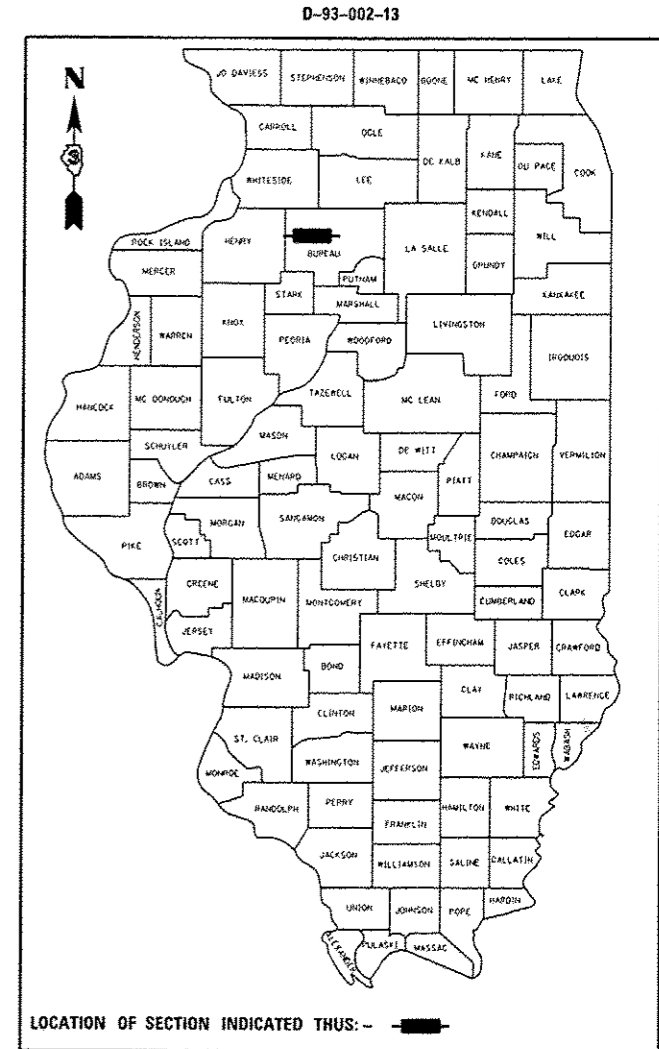 D-93-002-13
N
JO DAVIESS STEPHENSON WINNEBAGO BOONE MC HENRY LAKE
CARROLL OGLE DE KALB KANE DU PAGE COOK
WHITESIDE LEE
KENDALL WILL
ROCK ISLAND HENRY BUREAU LA SALLE GRUNDY
MERCER PUTNAM KANKAKEE
STARK MARSHALL
HENDERSON WARREN KNOX PEORIA WOODFORD LIVINGSTON IROQUOIS
HANCOCK MC DONOUGH FULTON TAZEWELL MC LEAN FORD
MASON
SCHUYLER LOGAN DE WITT CHAMPAIGN VERMILION
ADAMS BROWN CASS MENARD PIATT
MACON
PIKE SCOTT MORGAN SANGAMON MOULTRIE DOUGLAS EDGAR
CHRISTIAN COLES
GREENE MACOUPIN MONTGOMERY SHELBY CUMBERLAND CLARK
CALHOUN JERSEY
FAYETTE EFFINGHAM JASPER CRAWFORD
MADISON BOND
CLAY RICHLAND LAWRENCE
CLINTON MARION
ST. CLAIR WAYNE EDWARDS WABASH
WASHINGTON JEFFERSON
MONROE
RANDOLPH PERRY HAMILTON WHITE
FRANKLIN
JACKSON WILLIAMSON SALINE GALLATIN
UNION JOHNSON POPE HARDIN
ALEXANDER PULASKI MASSAC
LOCATION OF SECTION INDICATED THUS: -